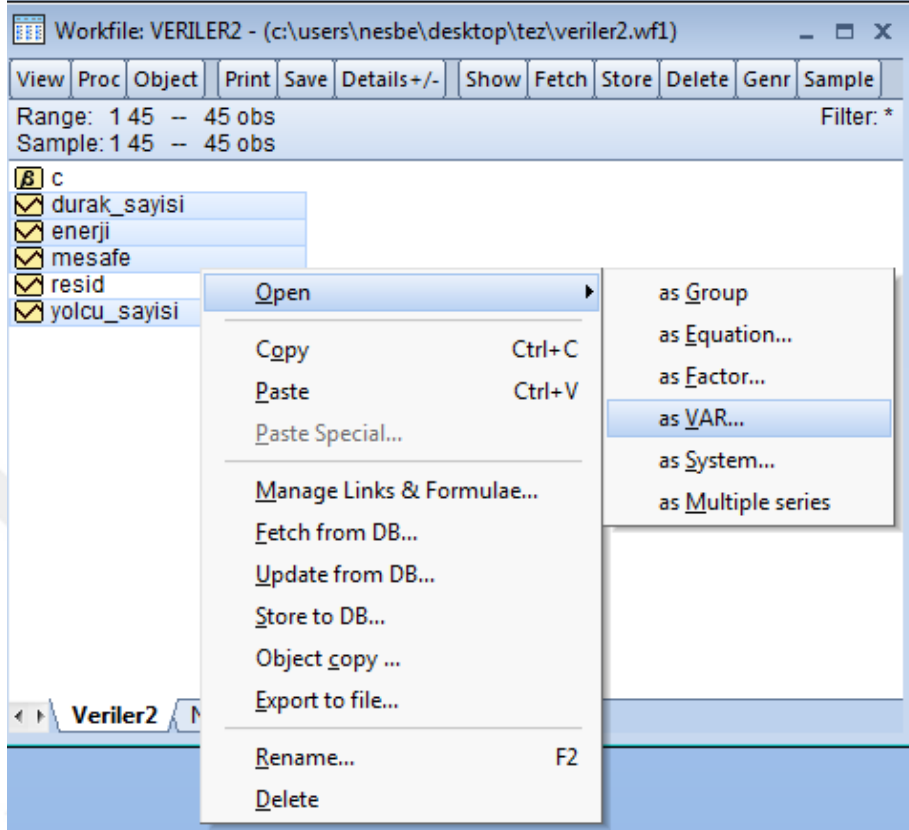 Workfile: VERILER2 - (c:\users\nesbe\desktop\tez\veriler2.wf1)
View Proc Object Print Save Details+/- Show Fetch Store Delete Genr Sample
Range: 1 45 -- 45 obs Filter: *
Sample: 1 45 -- 45 obs
β c
durak_sayisi
enerji
mesafe
resid
yolcu_sayisi
Open
Copy Ctrl+C
Paste Ctrl+V
Paste Special...
Manage Links & Formulae...
Fetch from DB...
Update from DB...
Store to DB...
Object copy ...
Export to file...
Rename... F2
Delete
as Group
as Equation...
as Factor...
as VAR...
as System...
as Multiple series
Veriler2